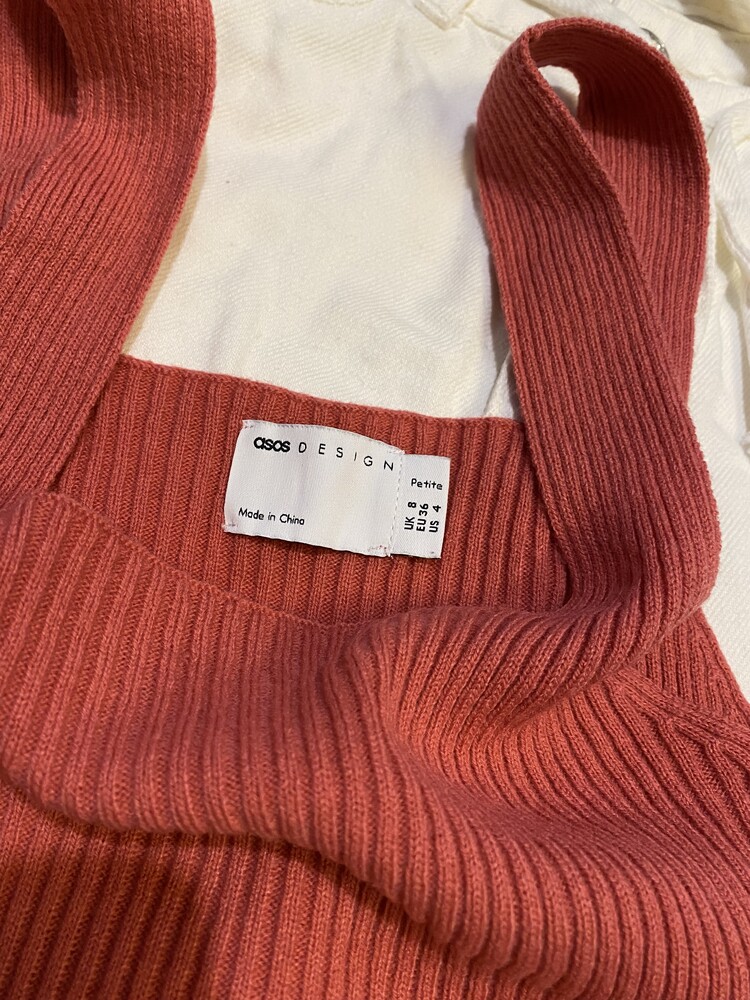 asos DESIGN
Made in China
Petite
UK 8
EU 36
US 4